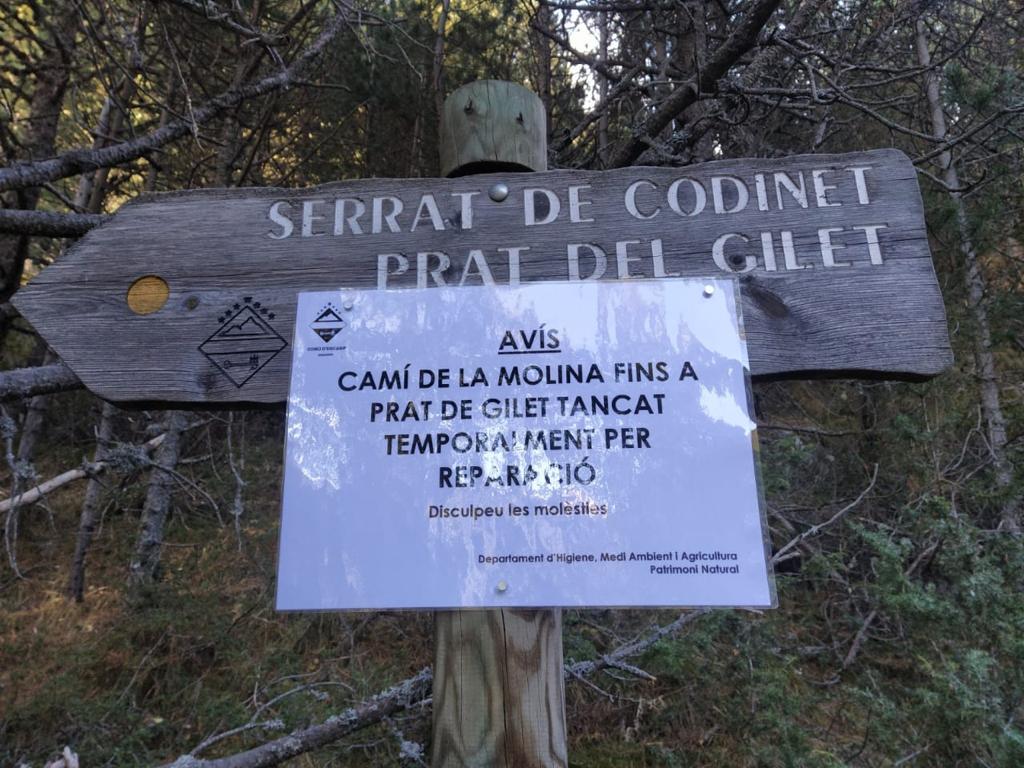 SERRAT DE CODINET
PRAT DEL GILET
AVÍS
CAMÍ DE LA MOLINA FINS A
PRAT DE GILET TANCAT
TEMPORALMENT PER
REPARACIÓ
Disculpeu les molèsties
Departament d'Higiene, Medi Ambient i Agricultura
Patrimoni Natural